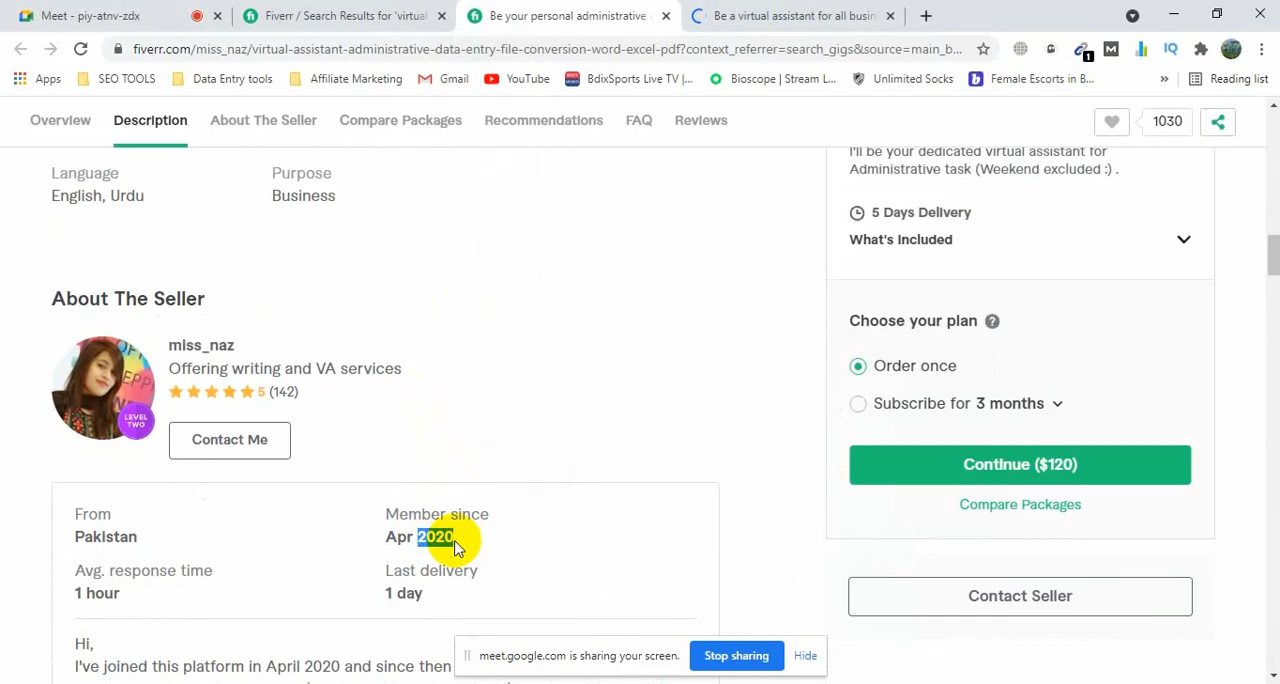 Meet - piy-atnv-zdx
Fiverr / Search Results for 'virtual
Be your personal administrative
Be a virtual assistant for all busin
fiverr.com/miss_naz/virtual-assistant-administrative-data-entry-file-conversion-word-excel-pdf?context_referrer=search_gigs&source=main_b...
1
M
IQ
Apps
SEO TOOLS
Data Entry tools
Affiliate Marketing
Gmail
YouTube
BdixSports Live TV |...
Bioscope | Stream L...
Unlimited Socks
Female Escorts in B...
»
Reading list
Overview
Description
About The Seller
Compare Packages
Recommendations
FAQ
Reviews
1030
Language
English, Urdu
Purpose
Business
I'll be your dedicated virtual assistant for
Administrative task (Weekend excluded :) .
5 Days Delivery
What's Included
About The Seller
miss_naz
Offering writing and VA services
5 (142)
LEVEL
TWO
Contact Me
Choose your plan ?
Order once
Subscribe for 3 months
Continue ($120)
Compare Packages
Contact Seller
From
Pakistan
Member since
Apr 2020
Avg. response time
1 hour
Last delivery
1 day
Hi,
I've joined this platform in April 2020 and since then
meet.google.com is sharing your screen.
Stop sharing
Hide